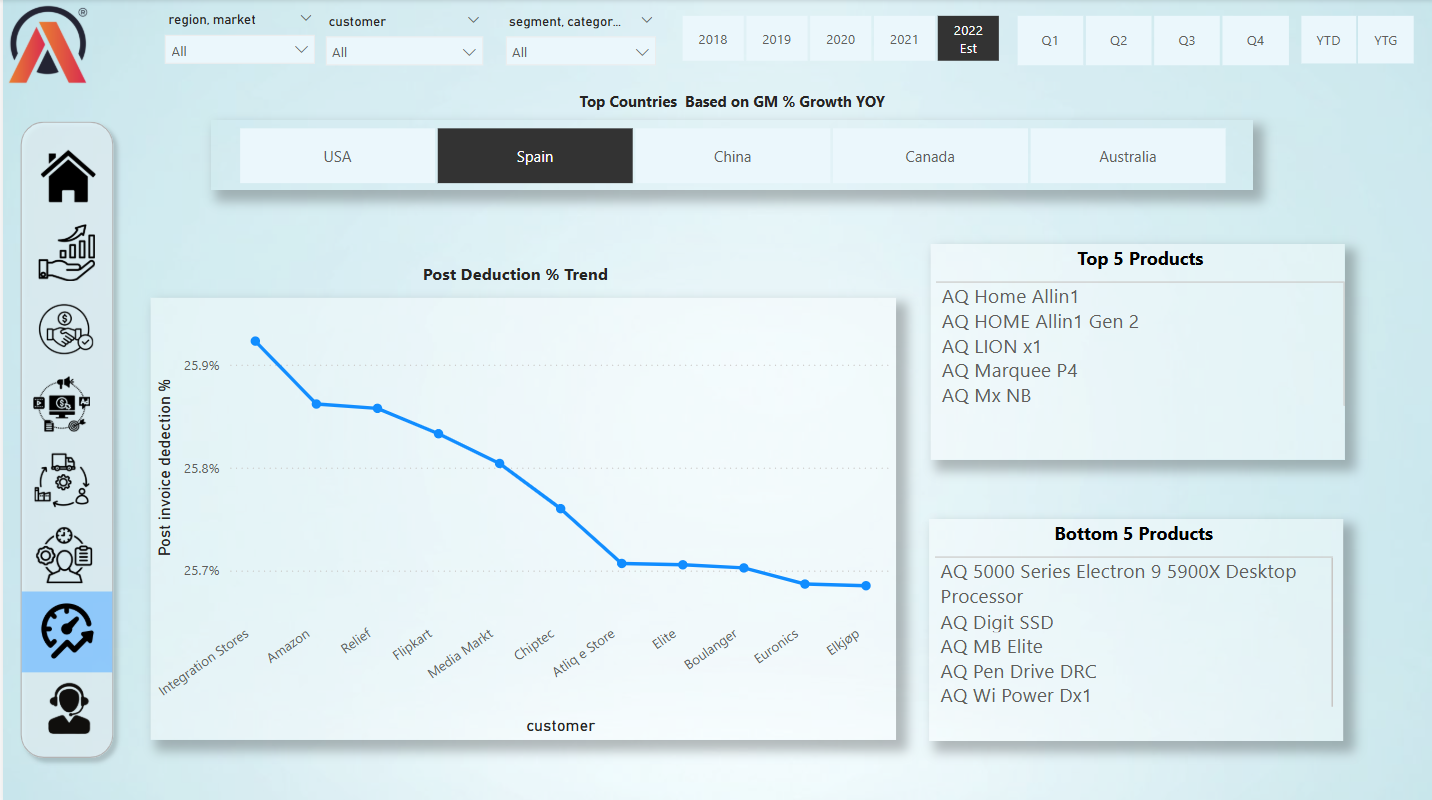 ®
region, market
customer
segment, categor...
All
All
All
2018
2019
2020
2021
2022
Est
Q1
Q2
Q3
Q4
YTD
YTG
Top Countries  Based on GM % Growth YOY
USA
Spain
China
Canada
Australia
Post Deduction % Trend
Post invoice dedection %
25.9%
25.8%
25.7%
Integration Stores
Amazon
Relief
Flipkart
Media Markt
Chiptec
Atliq e Store
Elite
Boulanger
Euronics
Elkjøp
customer
Top 5 Products
AQ Home Allin1
AQ HOME Allin1 Gen 2
AQ LION x1
AQ Marquee P4
AQ Mx NB
Bottom 5 Products
AQ 5000 Series Electron 9 5900X Desktop
Processor
AQ Digit SSD
AQ MB Elite
AQ Pen Drive DRC
AQ Wi Power Dx1